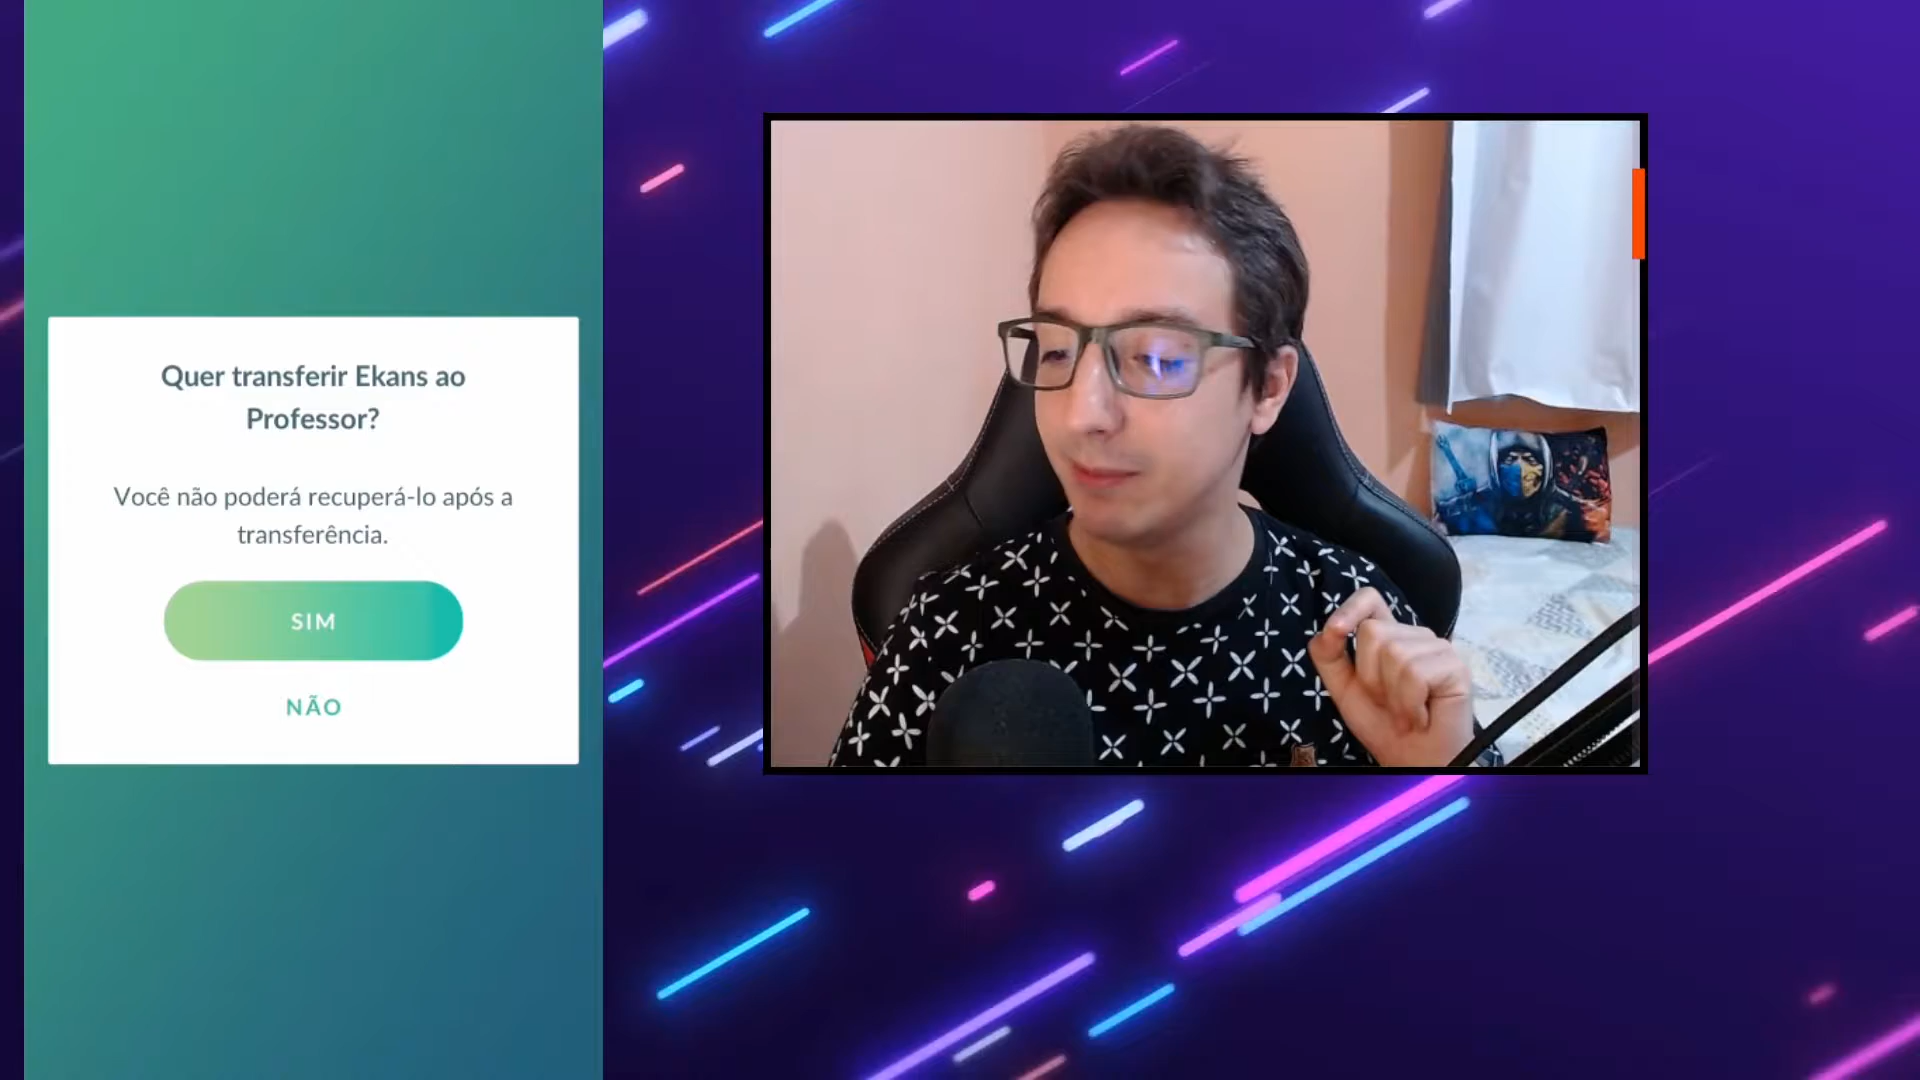 Quer transferir Ekans ao
Professor?
Você não poderá recuperá-lo após a
transferência.
SIM
NÃO